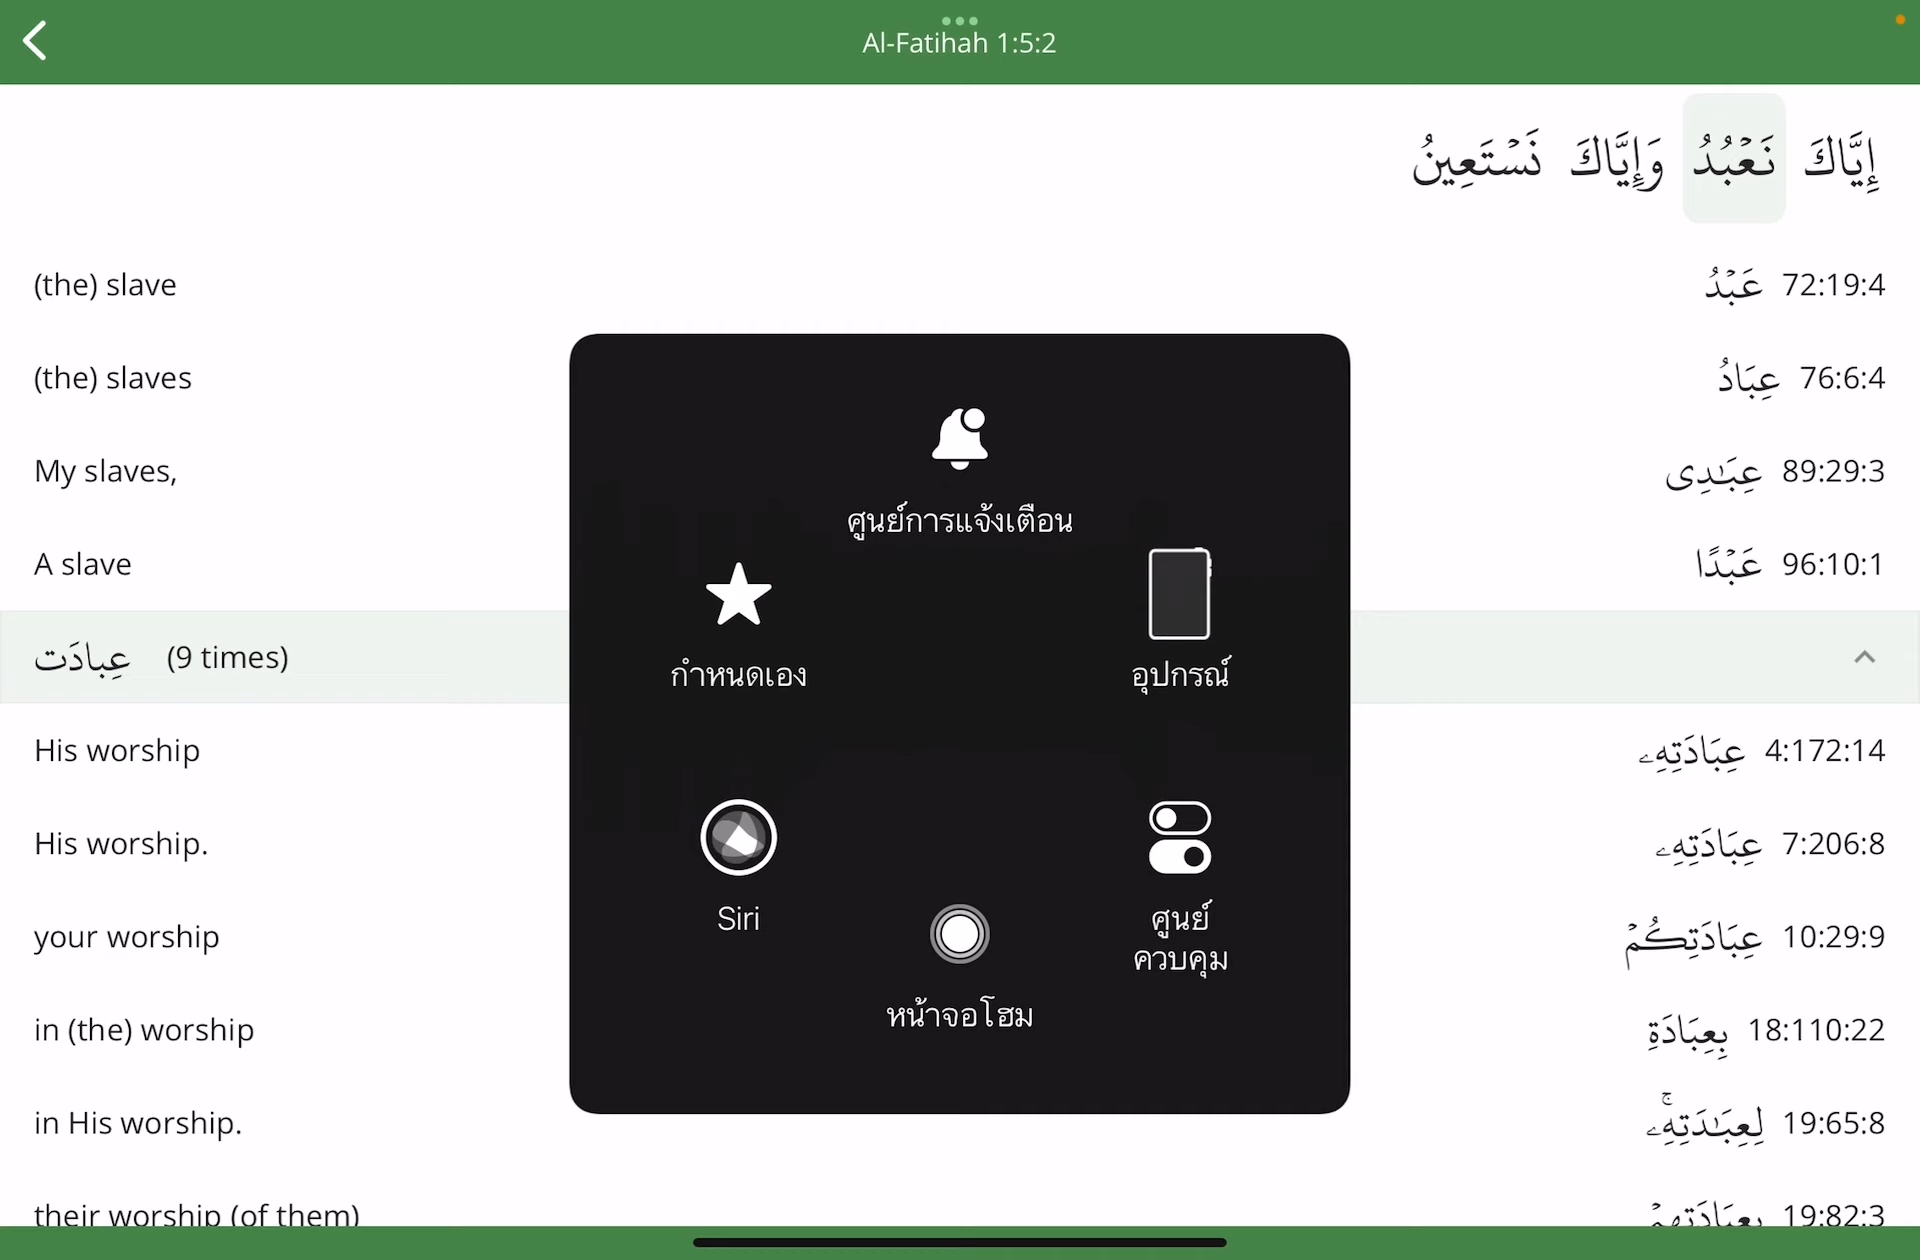 Al-Fatihah 1:5:2
إِيَّاكَ نَعْبُدُ وَإِيَّاكَ نَسْتَعِينُ
(the) slave عَبْدُ 72:19:4
(the) slaves عِبَادُ 76:6:4
My slaves, عِبَـٰدِى 89:29:3
A slave عَبْدًا 96:10:1
عِبادَت (9 times)
His worship عِبَادَتِهِۦ 4:172:14
His worship. عِبَادَتِهِۦ 7:206:8
your worship عِبَادَتِكُمْ 10:29:9
in (the) worship بِعِبَادَةِ 18:110:22
in His worship. لِعِبَـٰدَتِهِۦۚ 19:65:8
their worship (of them) بِعِبَادَتِهِمْ 19:82:3
ศูนย์การแจ้งเตือน
กำหนดเอง
อุปกรณ์
Siri
ศูนย์
ควบคุม
หน้าจอโฮม